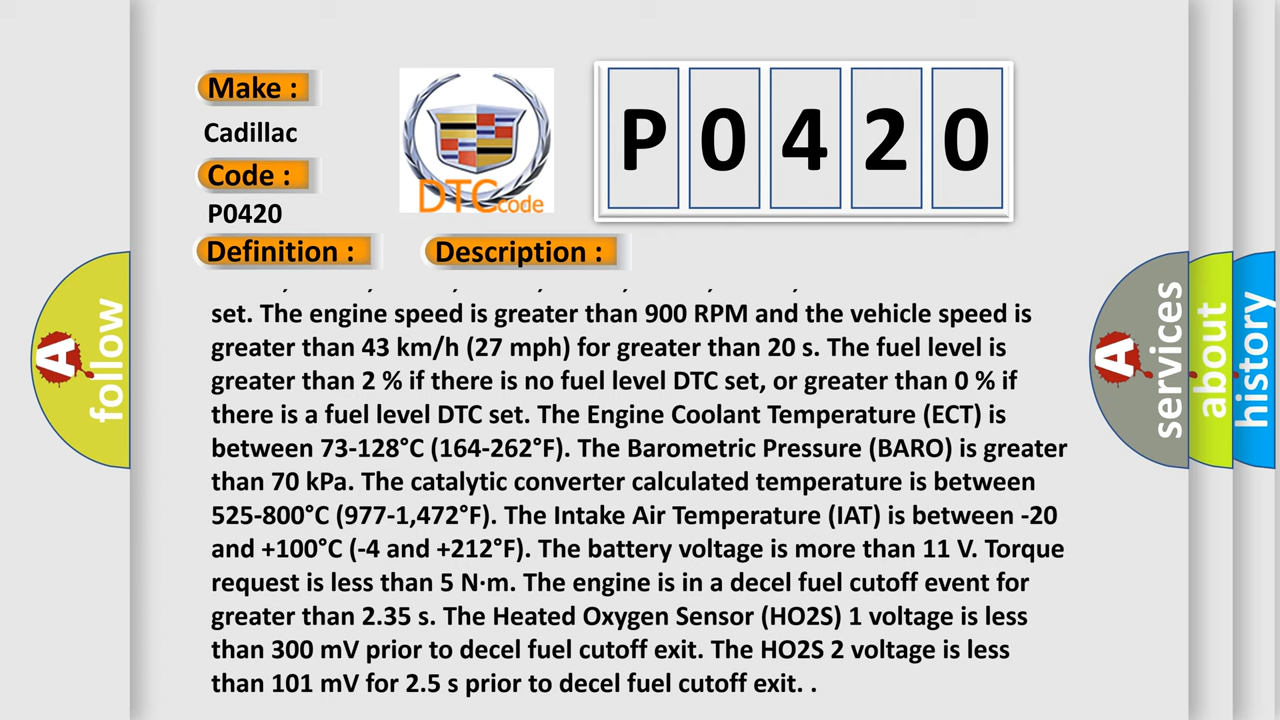 Make :
Cadillac
Code :
P0420
DTC code
P0420
Definition :
Description :
set. The engine speed is greater than 900 RPM and the vehicle speed is
greater than 43 km/h (27 mph) for greater than 20 s. The fuel level is
greater than 2 % if there is no fuel level DTC set, or greater than 0 % if
there is a fuel level DTC set. The Engine Coolant Temperature (ECT) is
between 73-128°C (164-262°F). The Barometric Pressure (BARO) is greater
than 70 kPa. The catalytic converter calculated temperature is between
525-800°C (977-1,472°F). The Intake Air Temperature (IAT) is between -20
and +100°C (-4 and +212°F). The battery voltage is more than 11 V. Torque
request is less than 5 N·m. The engine is in a decel fuel cutoff event for
greater than 2.35 s. The Heated Oxygen Sensor (HO2S) 1 voltage is less
than 300 mV prior to decel fuel cutoff exit. The HO2S 2 voltage is less
than 101 mV for 2.5 s prior to decel fuel cutoff exit. .
A
follow
A
services
about
history